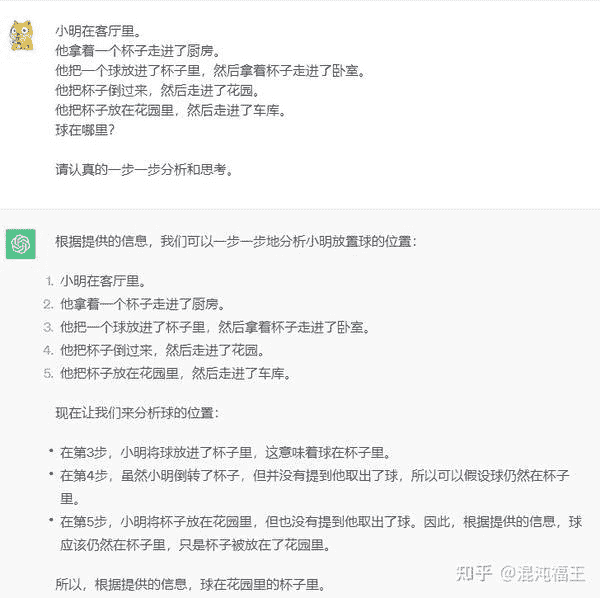 小明在客厅里。
他拿着一个杯子走进了厨房。
他把一个球放进了杯子里，然后拿着杯子走进了卧室。
他把杯子倒过来，然后走进了花园。
他把杯子放在花园里，然后走进了车库。
球在哪里？
请认真的一步一步分析和思考。
根据提供的信息，我们可以一步一步地分析小明放置球的位置：
1. 小明在客厅里。
2. 他拿着一个杯子走进了厨房。
3. 他把一个球放进了杯子里，然后拿着杯子走进了卧室。
4. 他把杯子倒过来，然后走进了花园。
5. 他把杯子放在花园里，然后走进了车库。
现在让我们来分析球的位置：
• 在第3步，小明将球放进了杯子里，这意味着球在杯子里。
• 在第4步，虽然小明倒转了杯子，但并没有提到他取出了球，所以可以假设球仍然在杯子
里。
• 在第5步，小明将杯子放在花园里，但也没有提到他取出了球。因此，根据提供的信息，球
应该仍然在杯子里，只是杯子被放在了花园里。
所以，根据提供的信息，球在花园里的杯子里。
知乎 @混沌福王